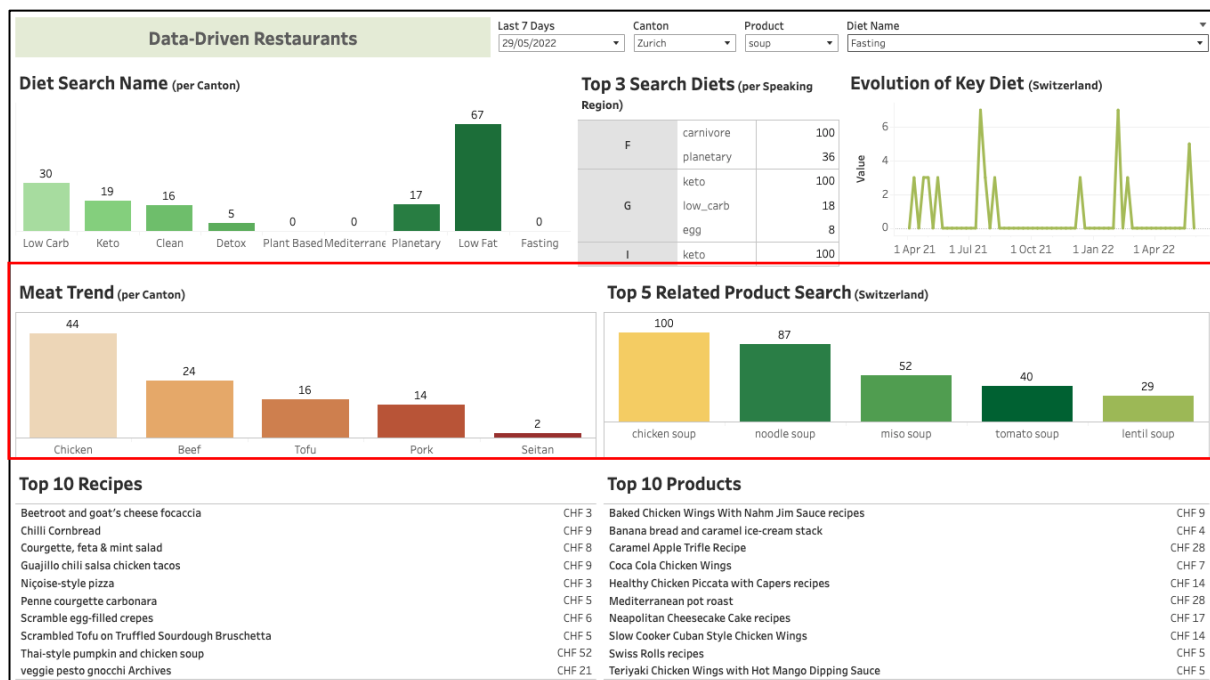 Data-Driven Restaurants
Last 7 Days
29/05/2022
Canton
Zurich
Product
soup
Diet Name
Fasting
Diet Search Name (per Canton)
30
19
16
5
0
0
17
67
0
Low Carb
Keto
Clean
Detox
Plant Based
Mediterrane
Planetary
Low Fat
Fasting
Top 3 Search Diets (per Speaking
Region)
F
carnivore 100
planetary 36
G
keto 100
low_carb 18
egg 8
I
keto 100
Evolution of Key Diet (Switzerland)
Value
6
4
2
0
1 Apr 21
1 Jul 21
1 Oct 21
1 Jan 22
1 Apr 22
Meat Trend (per Canton)
44
24
16
14
2
Chicken
Beef
Tofu
Pork
Seitan
Top 5 Related Product Search (Switzerland)
100
87
52
40
29
chicken soup
noodle soup
miso soup
tomato soup
lentil soup
Top 10 Recipes
Beetroot and goat's cheese focaccia CHF 3
Chilli Cornbread CHF 9
Courgette, feta & mint salad CHF 8
Guajillo chili salsa chicken tacos CHF 9
Niçoise-style pizza CHF 3
Penne courgette carbonara CHF 5
Scramble egg-filled crepes CHF 6
Scrambled Tofu on Truffled Sourdough Bruschetta CHF 5
Thai-style pumpkin and chicken soup CHF 52
veggie pesto gnocchi Archives CHF 21
Top 10 Products
Baked Chicken Wings With Nahm Jim Sauce recipes CHF 9
Banana bread and caramel ice-cream stack CHF 4
Caramel Apple Trifle Recipe CHF 28
Coca Cola Chicken Wings CHF 7
Healthy Chicken Piccata with Capers recipes CHF 14
Mediterranean pot roast CHF 28
Neapolitan Cheesecake Cake recipes CHF 17
Slow Cooker Cuban Style Chicken Wings CHF 14
Swiss Rolls recipes CHF 5
Teriyaki Chicken Wings with Hot Mango Dipping Sauce CHF 5